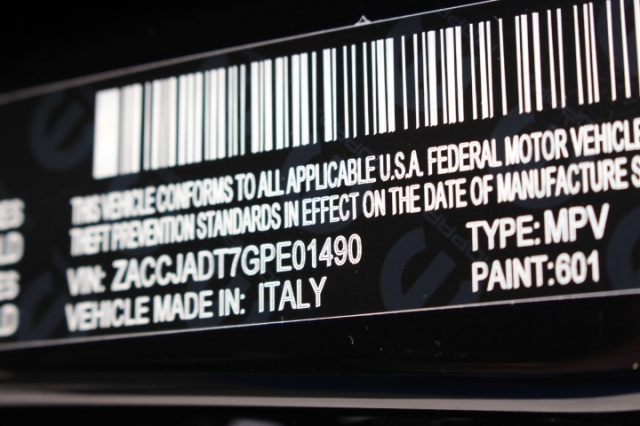 THIS VEHICLE CONFORMS TO ALL APPLICABLE U.S.A. FEDERAL MOTOR VEHICLE
THEFT PREVENTION STANDARDS IN EFFECT ON THE DATE OF MANUFACTURE S
VIN: ZACCJADT7GPE01490 TYPE: MPV
VEHICLE MADE IN: ITALY PAINT:601